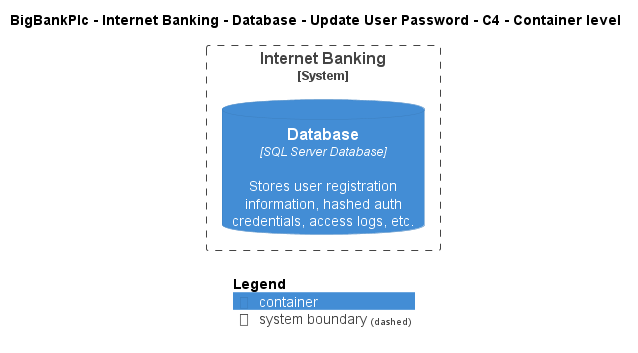 BigBankPlc - Internet Banking - Database - Update User Password - C4 - Container level
Internet Banking
[System]
Database
[SQL Server Database]
Stores user registration
information, hashed auth
credentials, access logs, etc.
Legend
container
system boundary (dashed)